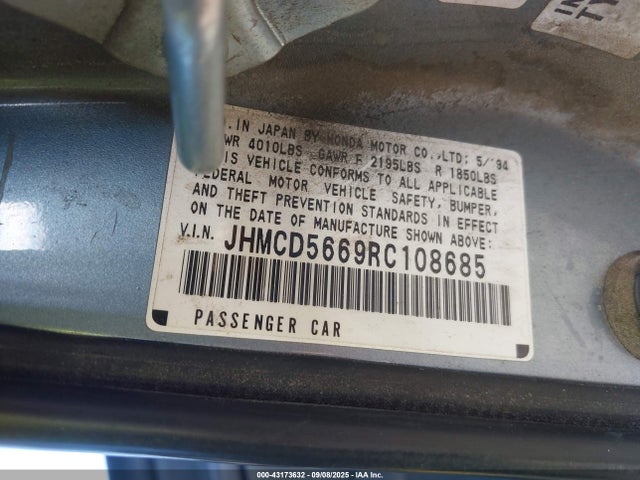 IN JAPAN BY HONDA MOTOR CO.,LTD: 5/'94
WR 4010LBS GAWR F 2195LBS R 1850LBS
IS VEHICLE CONFORMS TO ALL APPLICABLE
FEDERAL MOTOR VEHICLE SAFETY, BUMPER,
AND THEFT PREVENTION STANDARDS IN EFFECT
ON THE DATE OF MANUFACTURE SHOWN ABOVE:
V.I.N. JHMCD5669RC108685
PASSENGER CAR
000-43173632 - 09/08/2025 - IAA Inc.